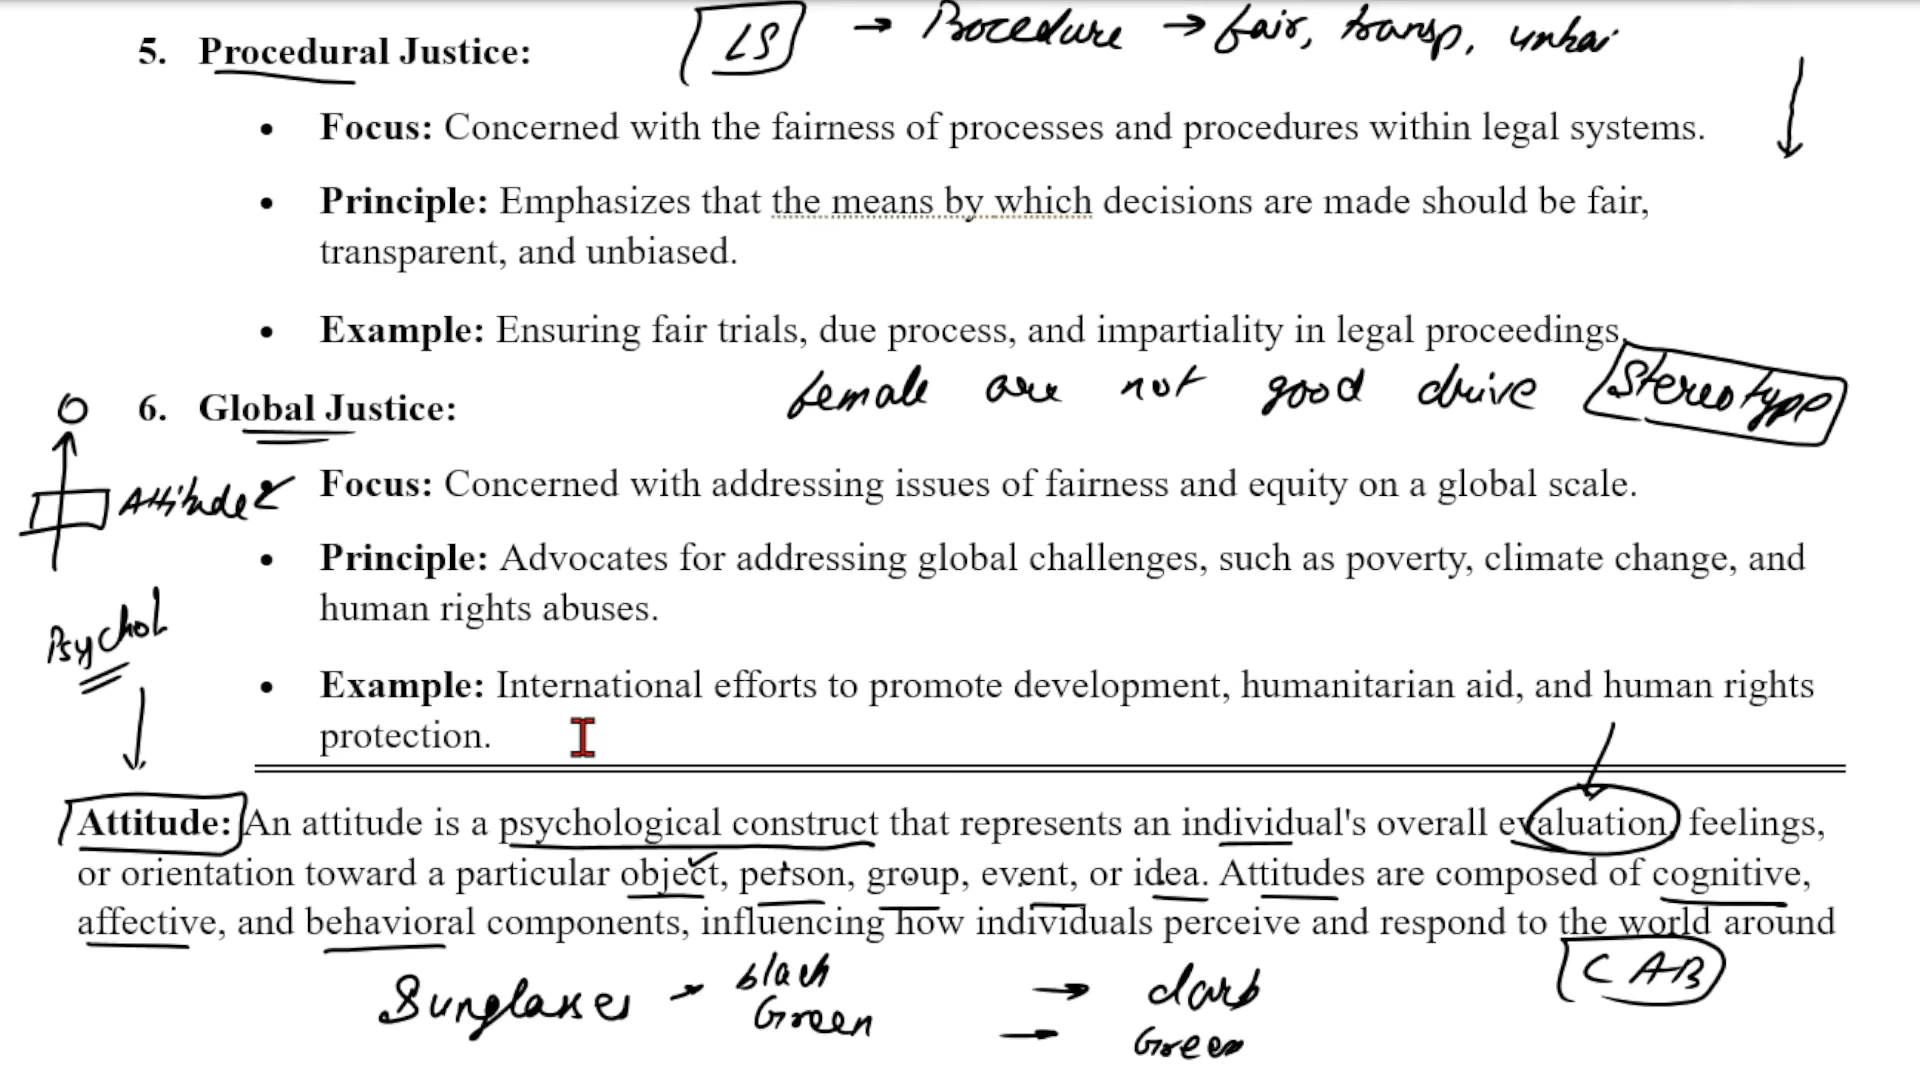 LS → Procedure → fair, transp,
5. Procedural Justice:
• Focus: Concerned with the fairness of processes and procedures within legal systems.
• Principle: Emphasizes that the means by which decisions are made should be fair,
transparent, and unbiased.
• Example: Ensuring fair trials, due process, and impartiality in legal proceedings.
female are not good drive Stereotype
6. Global Justice:
Attitude
• Focus: Concerned with addressing issues of fairness and equity on a global scale.
• Principle: Advocates for addressing global challenges, such as poverty, climate change, and
human rights abuses.
Psychol
• Example: International efforts to promote development, humanitarian aid, and human rights
protection.
Attitude: An attitude is a psychological construct that represents an individual's overall evaluation, feelings,
or orientation toward a particular object, person, group, event, or idea. Attitudes are composed of cognitive,
affective, and behavioral components, influencing how individuals perceive and respond to the world around
CAB
Sunglasses → black → dark
Green → Green